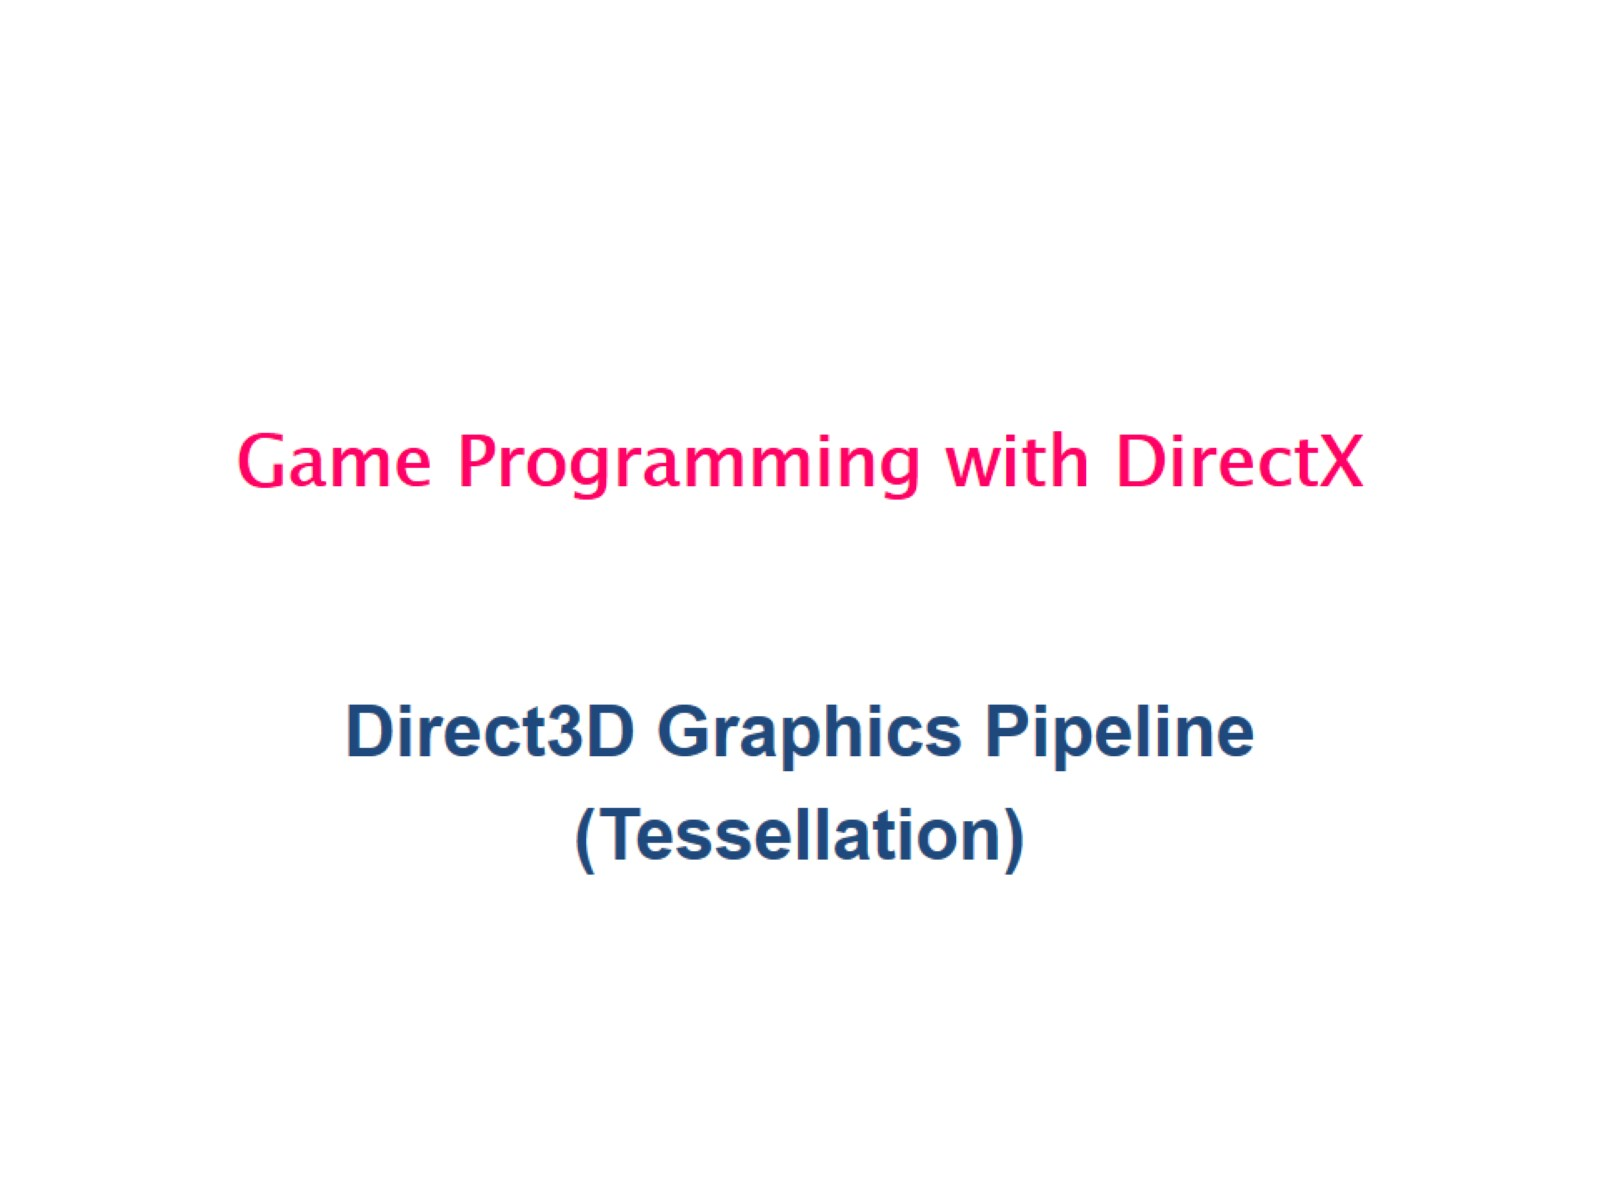 Game Programming with DirectX
Direct3D Graphics Pipeline
(Tessellation)